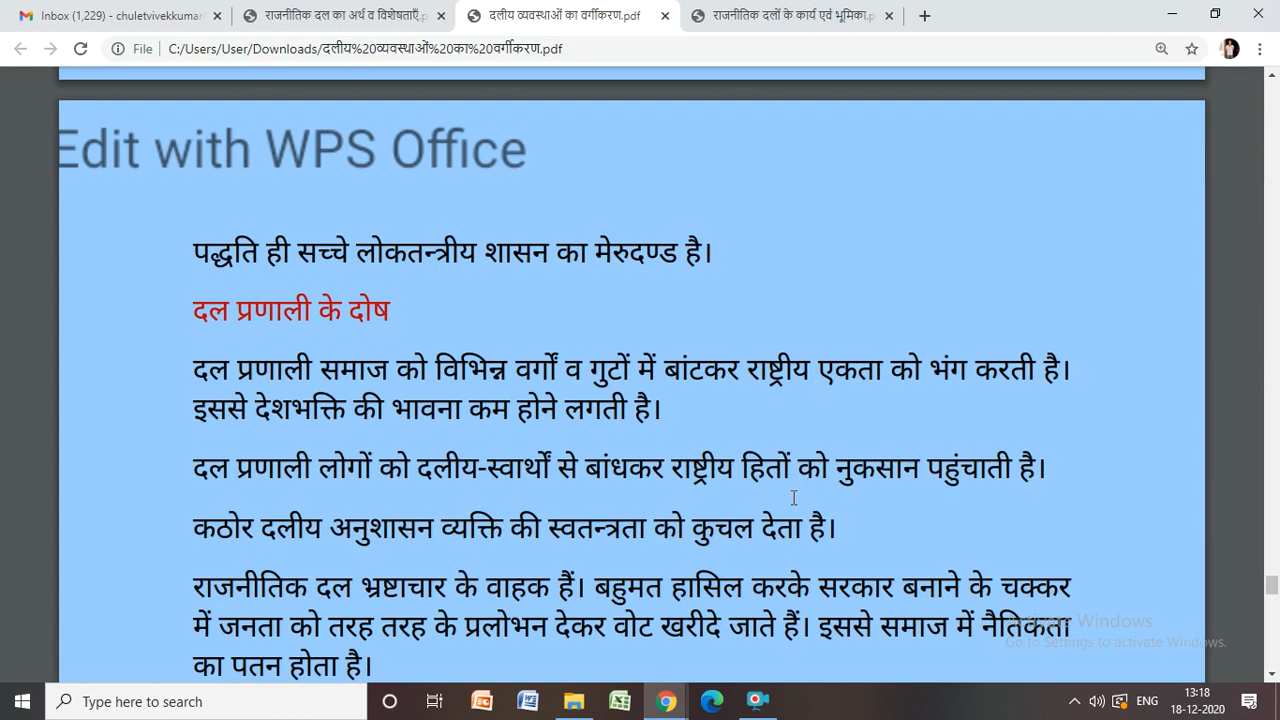 Inbox (1,229) - chuletvivekkumar
राजनीतिक दल का अर्थ व विशेषताएँ.p
दलीय व्यवस्थाओं का वर्गीकरण.pdf
राजनीतिक दलों के कार्य एवं भूमिका.p
File C:/Users/User/Downloads/दलीय%20व्यवस्थाओं%20का%20वर्गीकरण.pdf
Edit with WPS Office
पद्धति ही सच्चे लोकतन्त्रीय शासन का मेरुदण्ड है।
दल प्रणाली के दोष
दल प्रणाली समाज को विभिन्न वर्गों व गुटों में बांटकर राष्ट्रीय एकता को भंग करती है।
इससे देशभक्ति की भावना कम होने लगती है।
दल प्रणाली लोगों को दलीय-स्वार्थों से बांधकर राष्ट्रीय हितों को नुकसान पहुंचाती है।
कठोर दलीय अनुशासन व्यक्ति की स्वतन्त्रता को कुचल देता है।
राजनीतिक दल भ्रष्टाचार के वाहक हैं। बहुमत हासिल करके सरकार बनाने के चक्कर
में जनता को तरह तरह के प्रलोभन देकर वोट खरीदे जाते हैं। इससे समाज में नैतिकता
का पतन होता है।
Activate Windows
Go to Settings to activate Windows.
Type here to search
ENG
13:18
18-12-2020